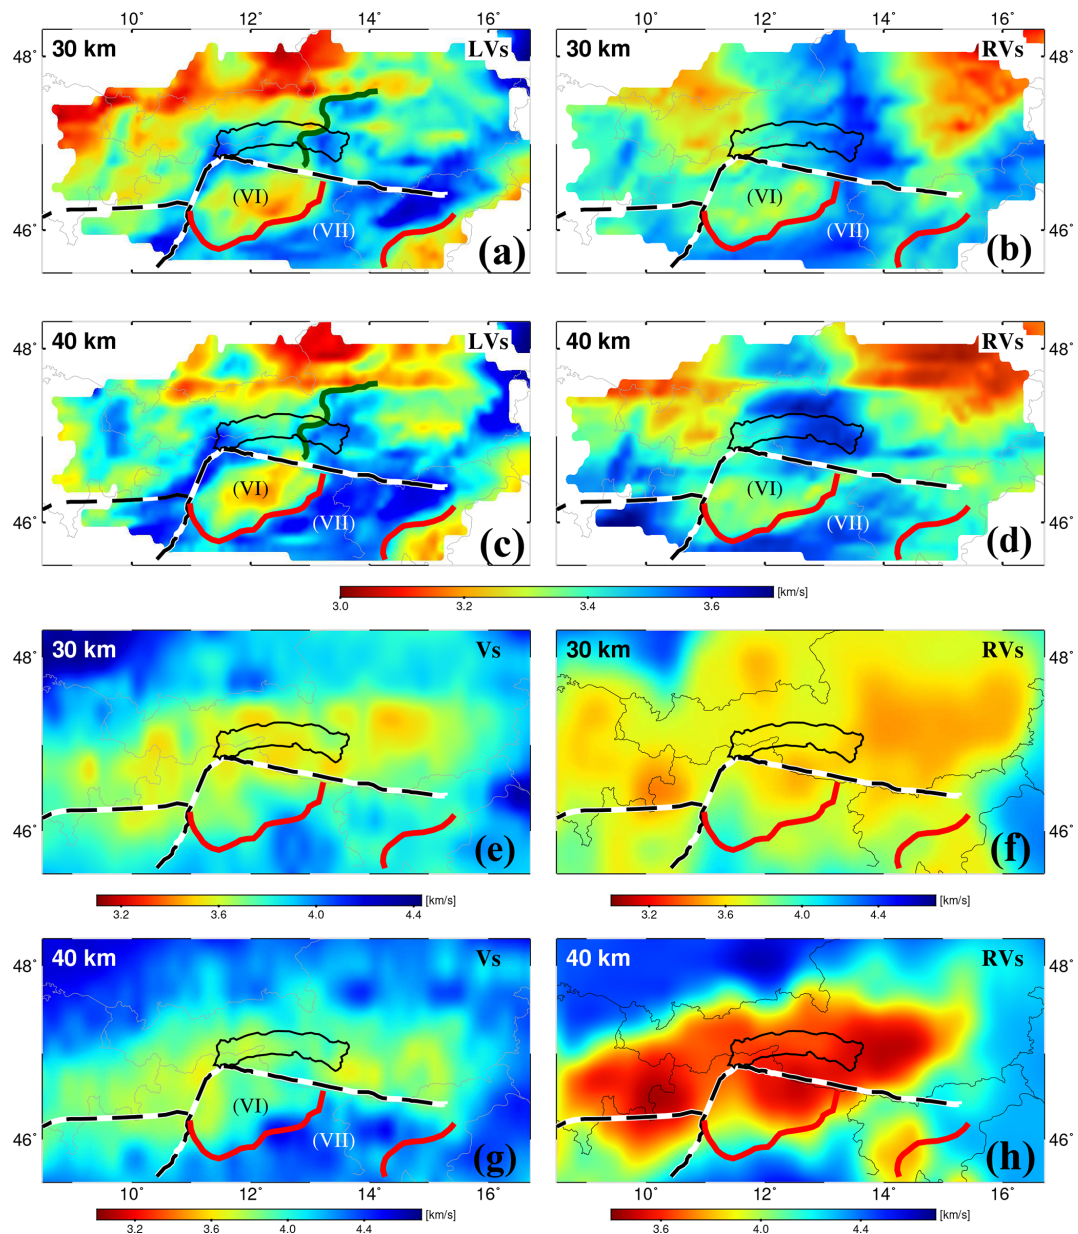 10° 12° 14° 16° 10° 12° 14° 16°
48° 30 km LVs 30 km RVs 48°
(VI) (VI)
46° (VII) (a) (VII) (b) 46°
48° 40 km LVs 40 km RVs 48°
(VI) (VI)
46° (VII) (c) (VII) (d) 46°
3.0 3.2 3.4 3.6 [km/s]
48° 30 km Vs 30 km RVs 48°
46° (e) (f) 46°
3.2 3.6 4.0 4.4 [km/s] 3.2 3.6 4.0 4.4 [km/s]
48° 40 km Vs 40 km RVs 48°
(VI)
46° (VII) (g) (h) 46°
10° 12° 14° 16° 10° 12° 14° 16°
3.2 3.6 4.0 4.4 [km/s] 3.6 4.0 4.4 [km/s]